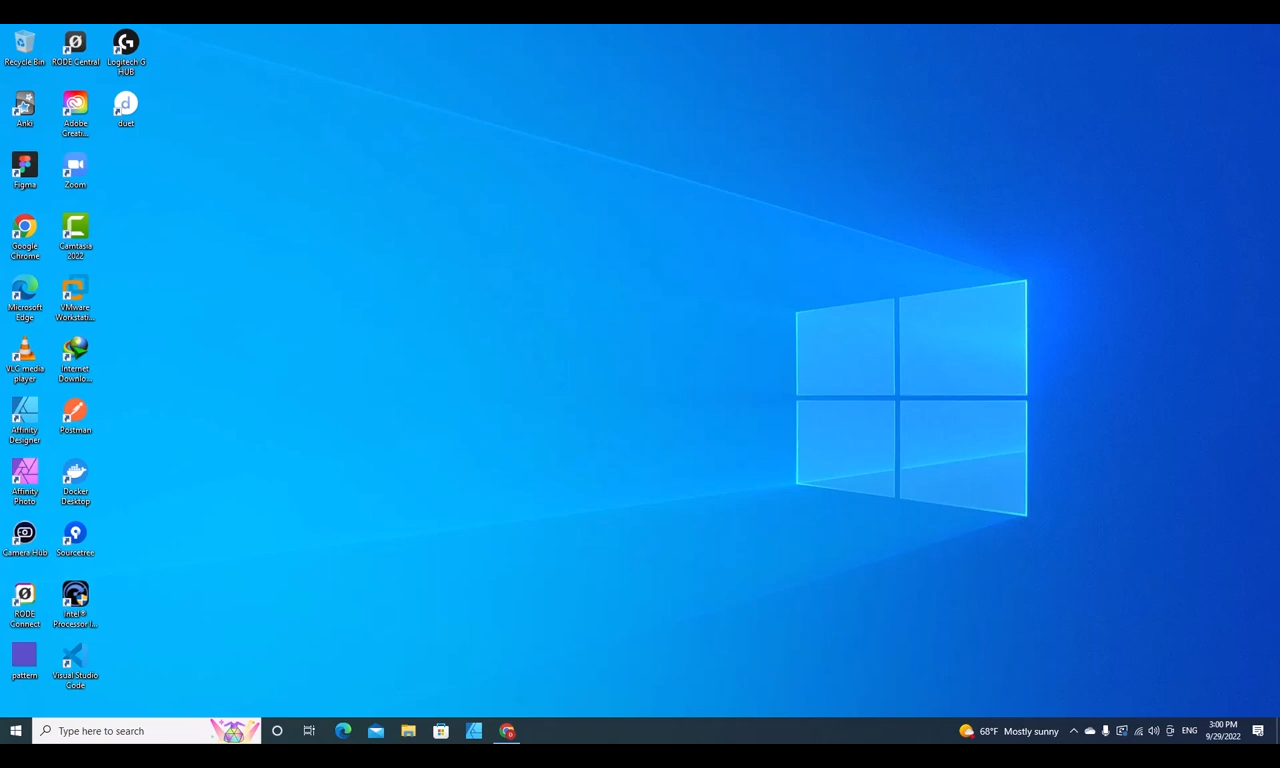 Recycle Bin
RODE Central
Logitech G
HUB
Anki
Adobe
Creati...
duet
Figma
Zoom
Google
Chrome
Camtasia
2022
Microsoft
Edge
VMware
Workstati...
VLC media
player
Internet
Downlo...
Affinity
Designer
Postman
Affinity
Photo
Docker
Desktop
Camera Hub
Sourcetree
RODE
Connect
Intel®
Processor I...
pattern
Visual Studio
Code
Type here to search
68°F Mostly sunny
ENG
3:00 PM
9/29/2022